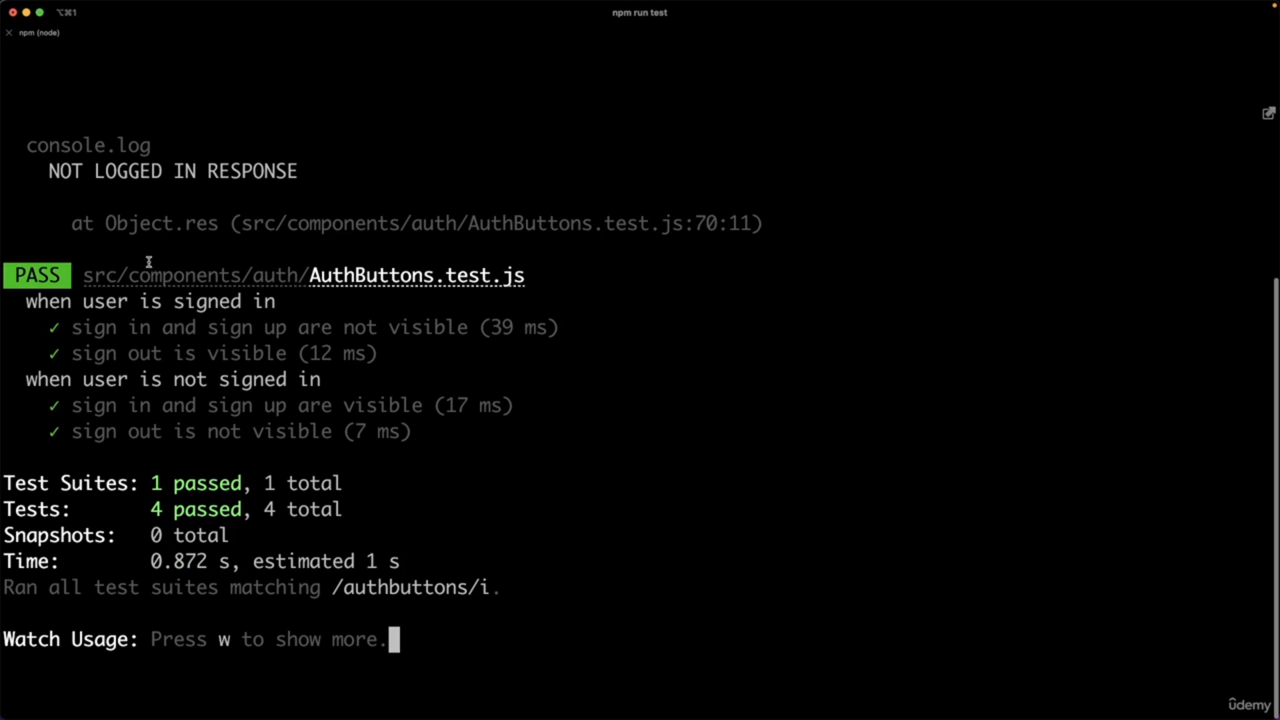 ⌥⌘1
npm run test
npm (node)
console.log
NOT LOGGED IN RESPONSE
at Object.res (src/components/auth/AuthButtons.test.js:70:11)
PASS src/components/auth/AuthButtons.test.js
when user is signed in
✓ sign in and sign up are not visible (39 ms)
✓ sign out is visible (12 ms)
when user is not signed in
✓ sign in and sign up are visible (17 ms)
✓ sign out is not visible (7 ms)
Test Suites: 1 passed, 1 total
Tests: 4 passed, 4 total
Snapshots: 0 total
Time: 0.872 s, estimated 1 s
Ran all test suites matching /authbuttons/i.
Watch Usage: Press w to show more.
ûdemy